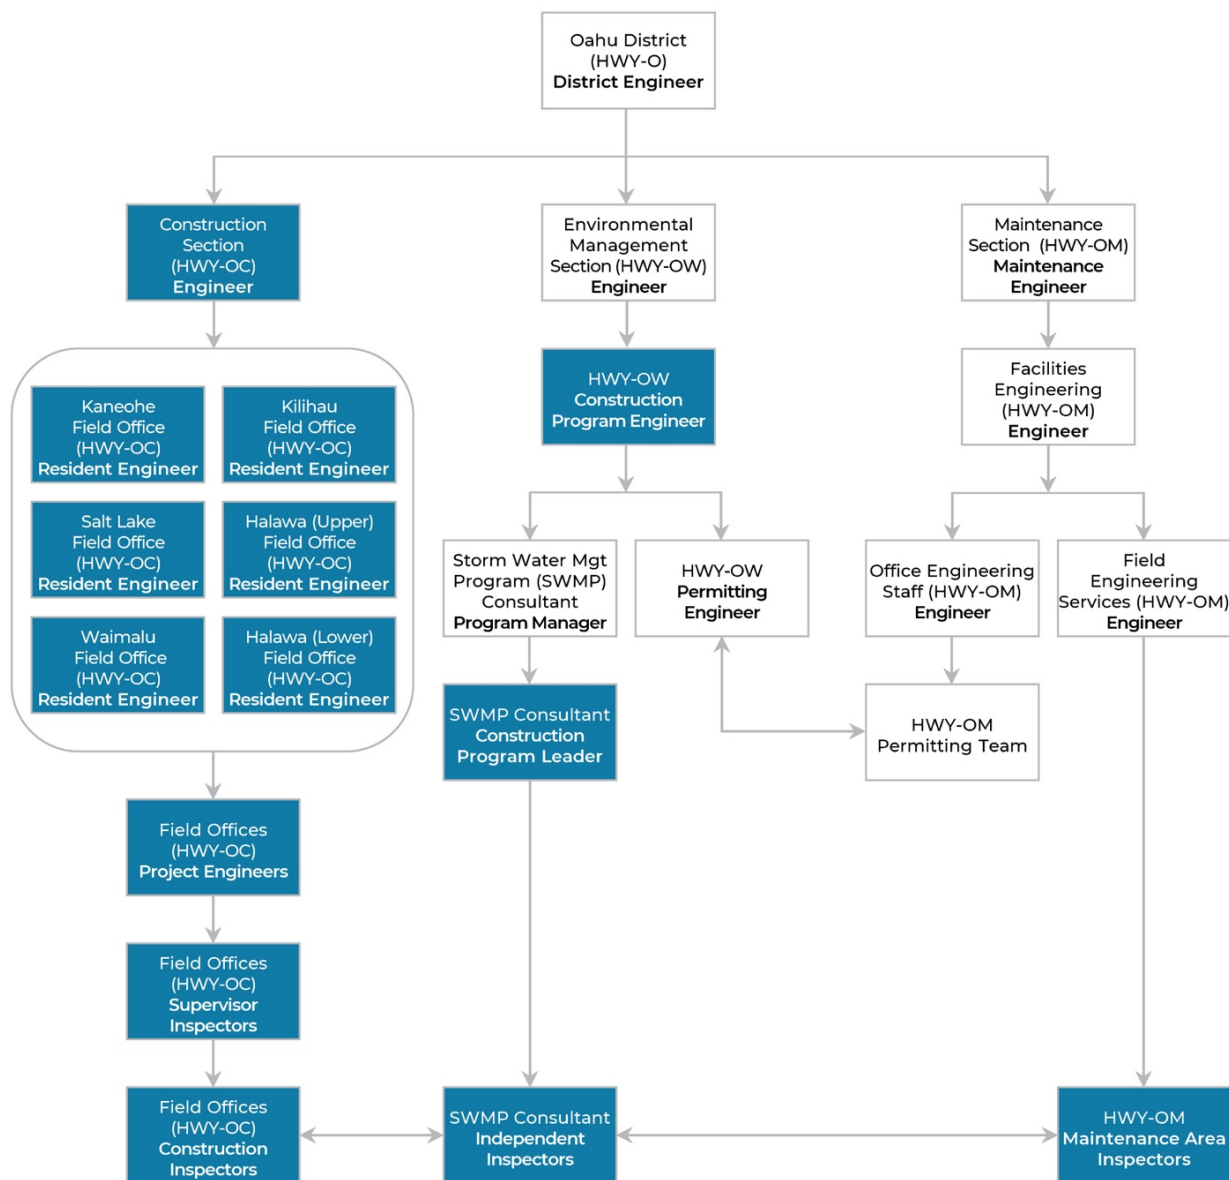 Oahu District
(HWY-O)
District Engineer
Construction
Section
(HWY-OC)
Engineer
Environmental
Management
Section (HWY-OW)
Engineer
Maintenance
Section (HWY-OM)
Maintenance
Engineer
Kaneohe
Field Office
(HWY-OC)
Resident Engineer
Kilihau
Field Office
(HWY-OC)
Resident Engineer
Salt Lake
Field Office
(HWY-OC)
Resident Engineer
Halawa (Upper)
Field Office
(HWY-OC)
Resident Engineer
Waimalu
Field Office
(HWY-OC)
Resident Engineer
Halawa (Lower)
Field Office
(HWY-OC)
Resident Engineer
HWY-OW
Construction
Program Engineer
Facilities
Engineering
(HWY-OM)
Engineer
Storm Water Mgt
Program (SWMP)
Consultant
Program Manager
HWY-OW
Permitting
Engineer
Office Engineering
Staff (HWY-OM)
Engineer
Field
Engineering
Services (HWY-OM)
Engineer
SWMP Consultant
Construction
Program Leader
HWY-OM
Permitting Team
Field Offices
(HWY-OC)
Project Engineers
Field Offices
(HWY-OC)
Supervisor
Inspectors
Field Offices
(HWY-OC)
Construction
Inspectors
SWMP Consultant
Independent
Inspectors
HWY-OM
Maintenance Area
Inspectors